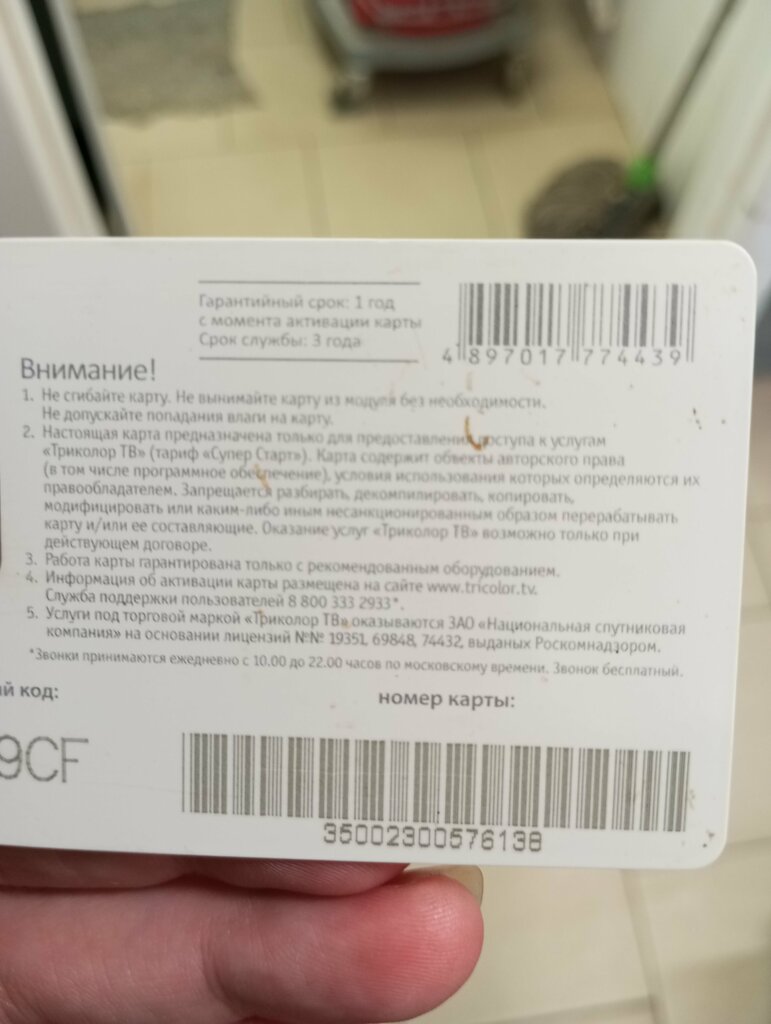 Гарантийный срок: 1 год
с момента активации карты
Срок службы: 3 года
4 897017 774439
Внимание!
1. Не сгибайте карту. Не вынимайте карту из модуля без необходимости.
Не допускайте попадания влаги на карту.
2. Настоящая карта предназначена только для предоставления доступа к услугам
«Триколор ТВ» (тариф «Супер Старт»). Карта содержит объекты авторского права
(в том числе программное обеспечение), условия использования которых определяются их
правообладателем. Запрещается разбирать, декомпилировать, копировать,
модифицировать или каким-либо иным несанкционированным образом перерабатывать
карту и/или ее составляющие. Оказание услуг «Триколор ТВ» возможно только при
действующем договоре.
3. Работа карты гарантирована только с рекомендованным оборудованием.
4. Информация об активации карты размещена на сайте www.tricolor.tv.
Служба поддержки пользователей 8 800 333 2933*.
5. Услуги под торговой маркой «Триколор ТВ» оказываются ЗАО «Национальная спутниковая
компания» на основании лицензий №№ 19351, 69848, 74432, выданых Роскомнадзором.
*Звонки принимаются ежедневно с 10.00 до 22.00 часов по московскому времени. Звонок бесплатный.
й код:
номер карты:
9CF
35002300576138